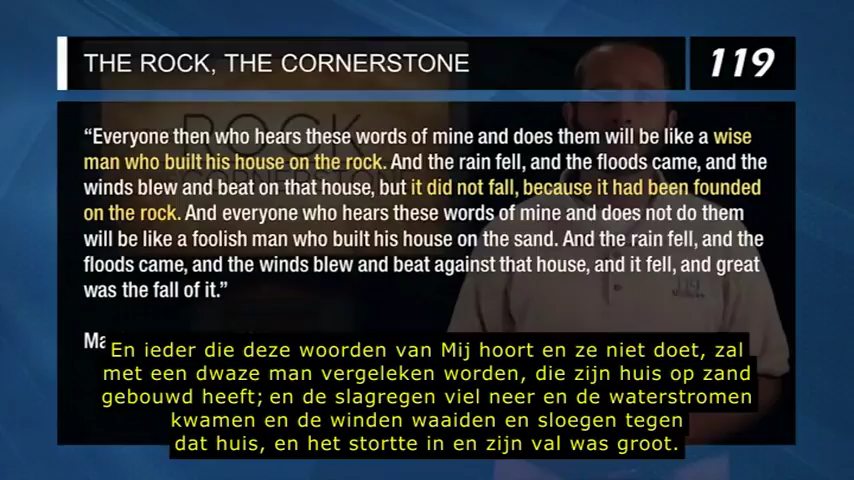 THE ROCK, THE CORNERSTONE
119
“Everyone then who hears these words of mine and does them will be like a wise
man who built his house on the rock. And the rain fell, and the floods came, and the
winds blew and beat on that house, but it did not fall, because it had been founded
on the rock. And everyone who hears these words of mine and does not do them
will be like a foolish man who built his house on the sand. And the rain fell, and the
floods came, and the winds blew and beat against that house, and it fell, and great
was the fall of it.”
En ieder die deze woorden van Mij hoort en ze niet doet, zal
met een dwaze man vergeleken worden, die zijn huis op zand
gebouwd heeft; en de slagregen viel neer en de waterstromen
kwamen en de winden waaiden en sloegen tegen
dat huis, en het stortte in en zijn val was groot.